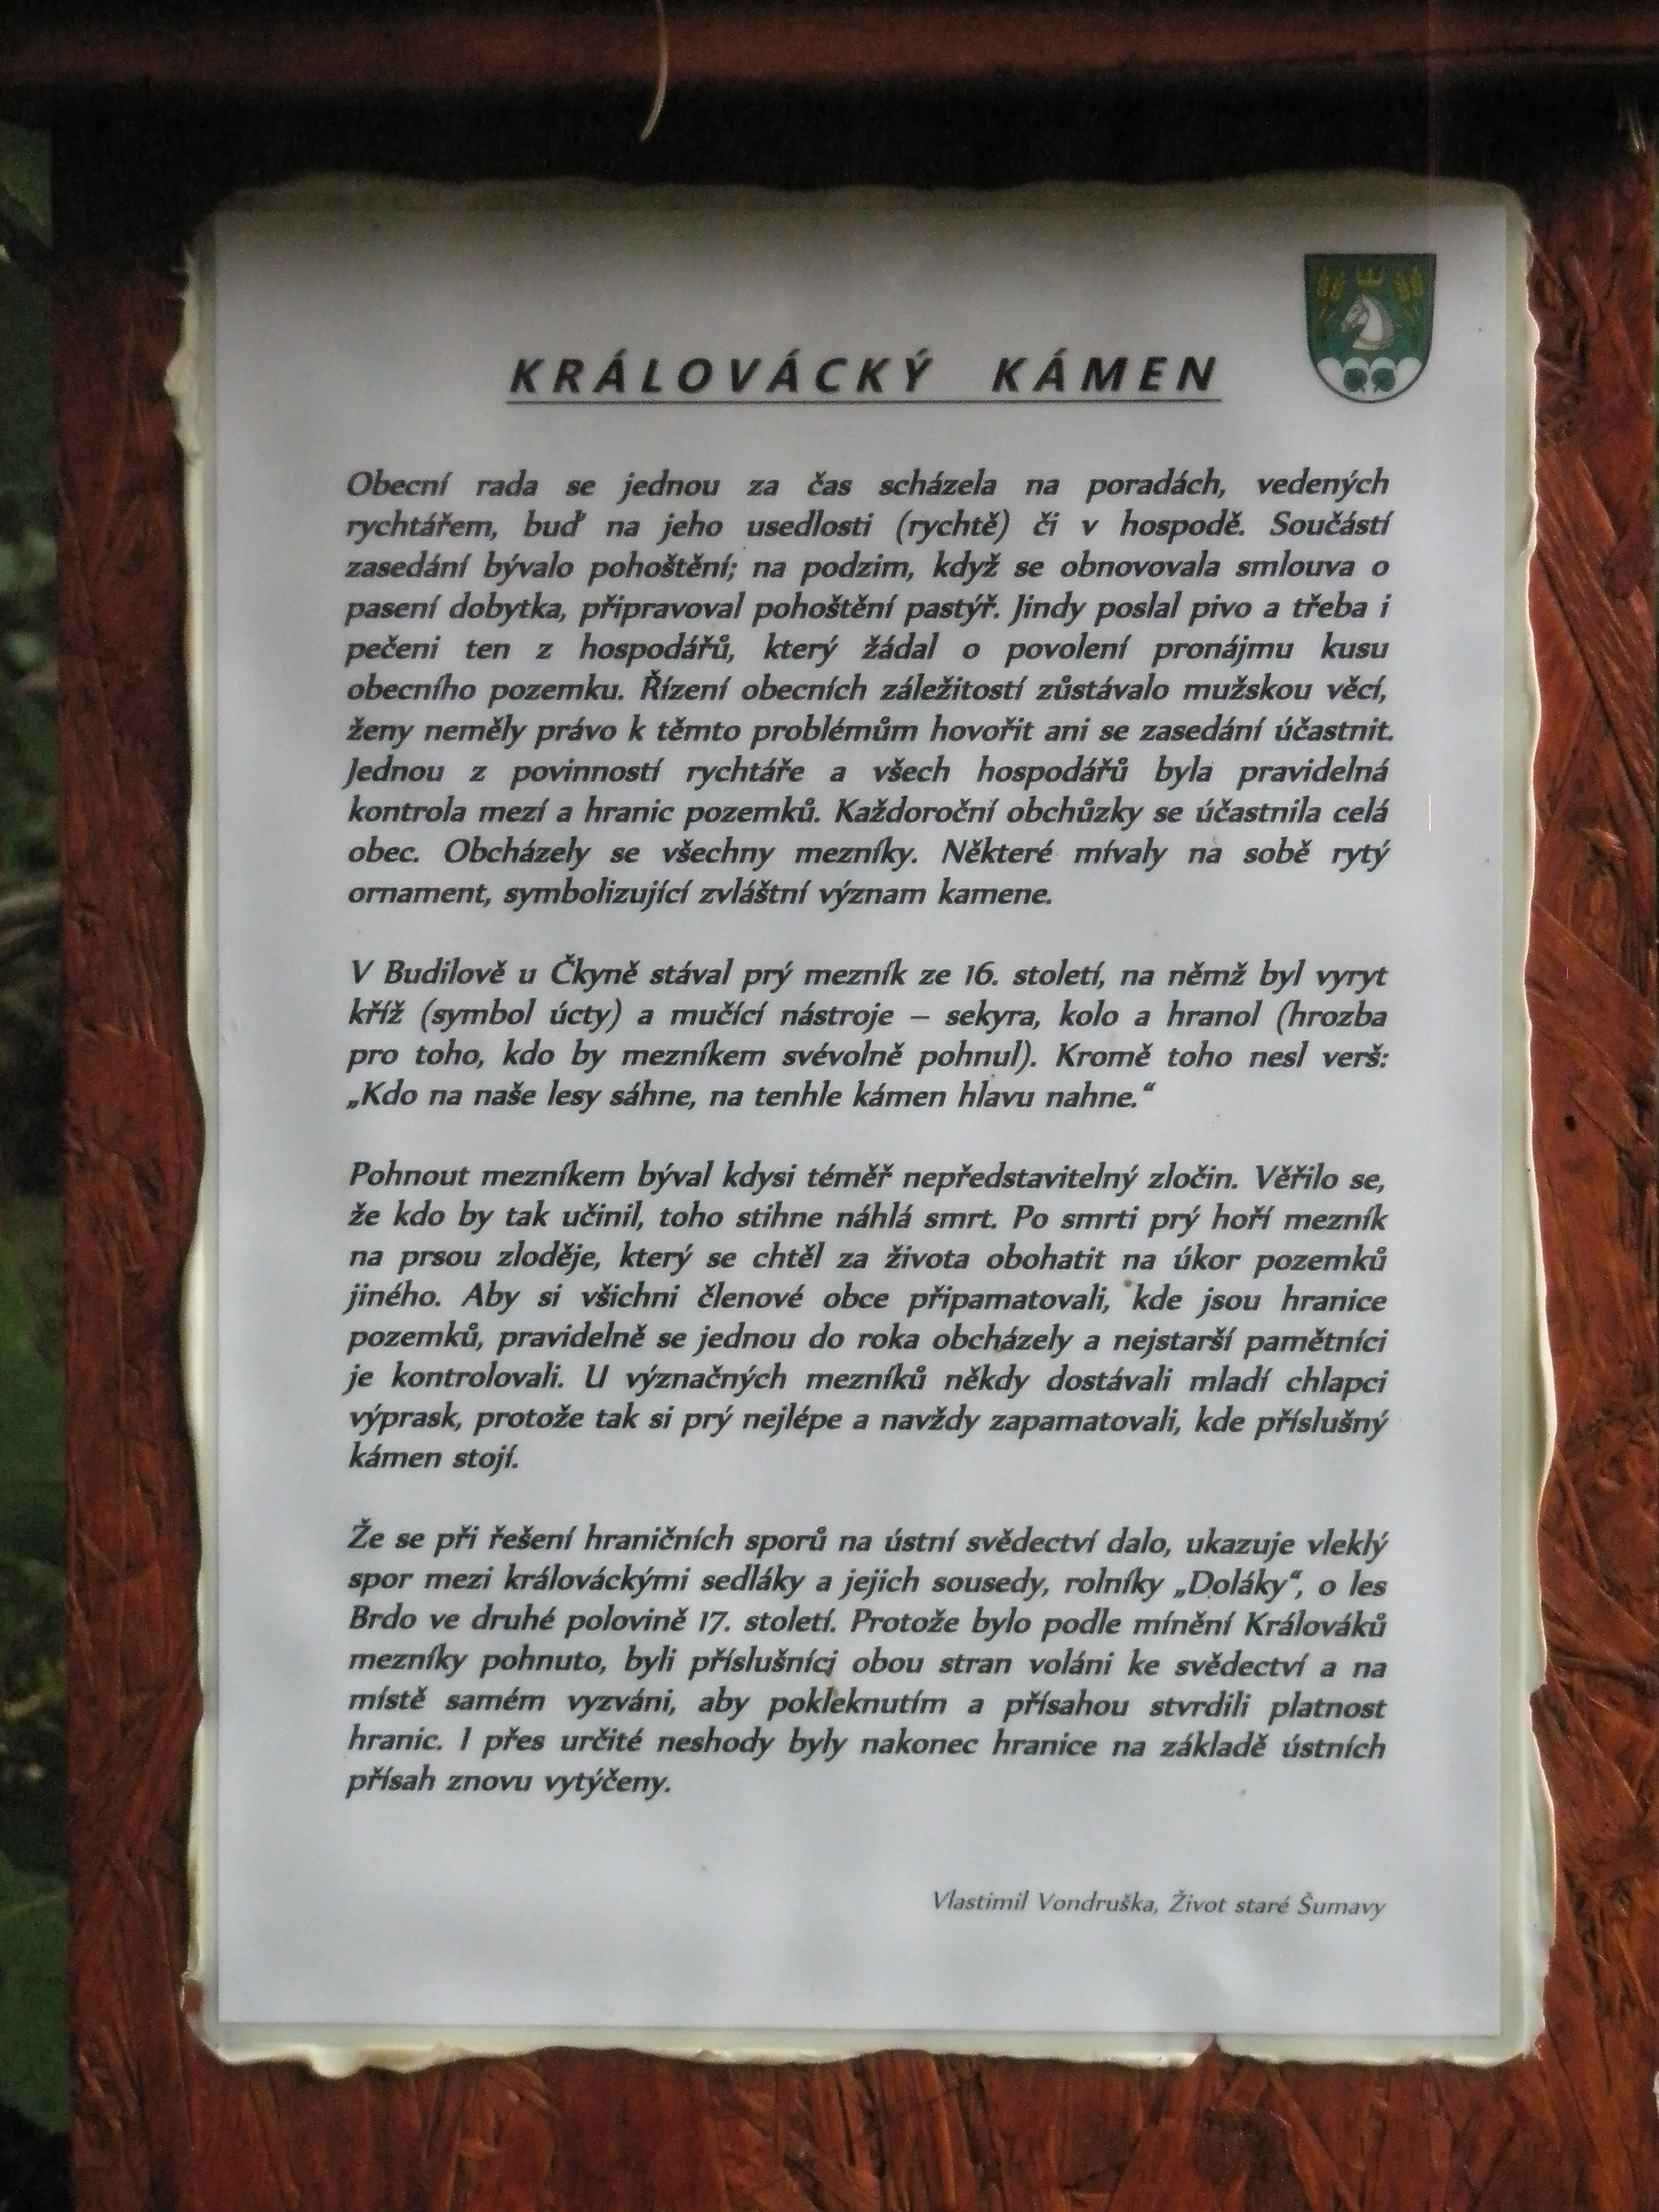 KRÁLOVÁCKÝ KÁMEN
Obecní rada se jednou za čas scházela na poradách, vedených
rychtářem, buď na jeho usedlosti (rychtě) či v hospodě. Součástí
zasedání bývalo pohoštění; na podzim, když se obnovovala smlouva o
pasení dobytka, připravoval pohoštění pastýř. Jindy poslal pivo a třeba i
pečeni ten z hospodářů, který žádal o povolení pronájmu kusu
obecního pozemku. Řízení obecních záležitostí zůstávalo mužskou věcí,
ženy neměly právo k těmto problémům hovořit ani se zasedání účastnit.
Jednou z povinností rychtáře a všech hospodářů byla pravidelná
kontrola mezí a hranic pozemků. Každoroční obchůzky se účastnila celá
obec. Obcházely se všechny mezníky. Některé mívaly na sobě rytý
ornament, symbolizující zvláštní význam kamene.
V Budilově u Čkyně stával prý mezník ze 16. století, na němž byl vyryt
kříž (symbol úcty) a mučící nástroje – sekyra, kolo a hranol (hrozba
pro toho, kdo by mezníkem svévolně pohnul). Kromě toho nesl verš:
„Kdo na naše lesy sáhne, na tenhle kámen hlavu nahne.“
Pohnout mezníkem býval kdysi téměř nepředstavitelný zločin. Věřilo se,
že kdo by tak učinil, toho stihne náhlá smrt. Po smrti prý hoří mezník
na prsou zloděje, který se chtěl za života obohatit na úkor pozemků
jiného. Aby si všichni členové obce připamatovali, kde jsou hranice
pozemků, pravidelně se jednou do roka obcházely a nejstarší pamětníci
je kontrolovali. U význačných mezníků někdy dostávali mladí chlapci
výprask, protože tak si prý nejlépe a navždy zapamatovali, kde příslušný
kámen stojí.
Že se při řešení hraničních sporů na ústní svědectví dalo, ukazuje vleklý
spor mezi králováckými sedláky a jejich sousedy, rolníky „Doláky“, o les
Brdo ve druhé polovině 17. století. Protože bylo podle mínění Králováků
mezníky pohnuto, byli příslušníci obou stran voláni ke svědectví a na
místě samém vyzváni, aby pokleknutím a přísahou stvrdili platnost
hranic. I přes určité neshody byly nakonec hranice na základě ústních
přísah znovu vytýčeny.
Vlastimil Vondruška, Život staré Šumavy